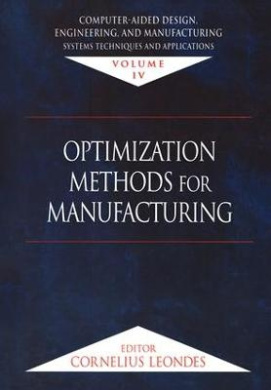 COMPUTER-AIDED DESIGN,
ENGINEERING, AND MANUFACTURING
SYSTEMS TECHNIQUES AND APPLICATIONS
VOLUME
IV
OPTIMIZATION
METHODS FOR
MANUFACTURING
EDITOR
CORNELIUS LEONDES